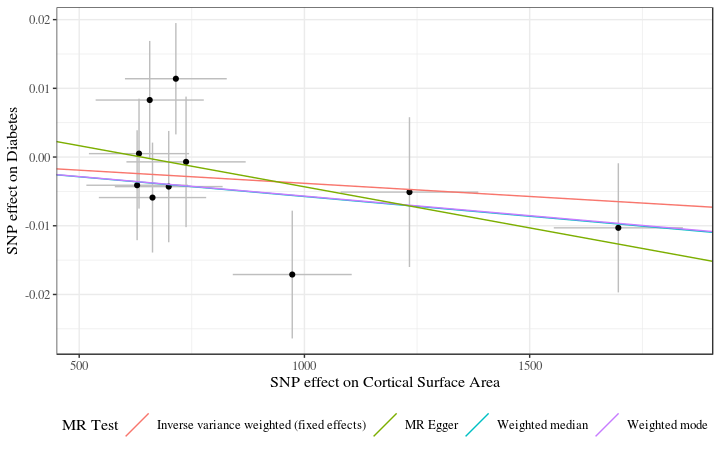 0.02
0.01
0.00
-0.01
-0.02
SNP effect on Diabetes
500
1000
1500
SNP effect on Cortical Surface Area
MR Test
Inverse variance weighted (fixed effects)
MR Egger
Weighted median
Weighted mode